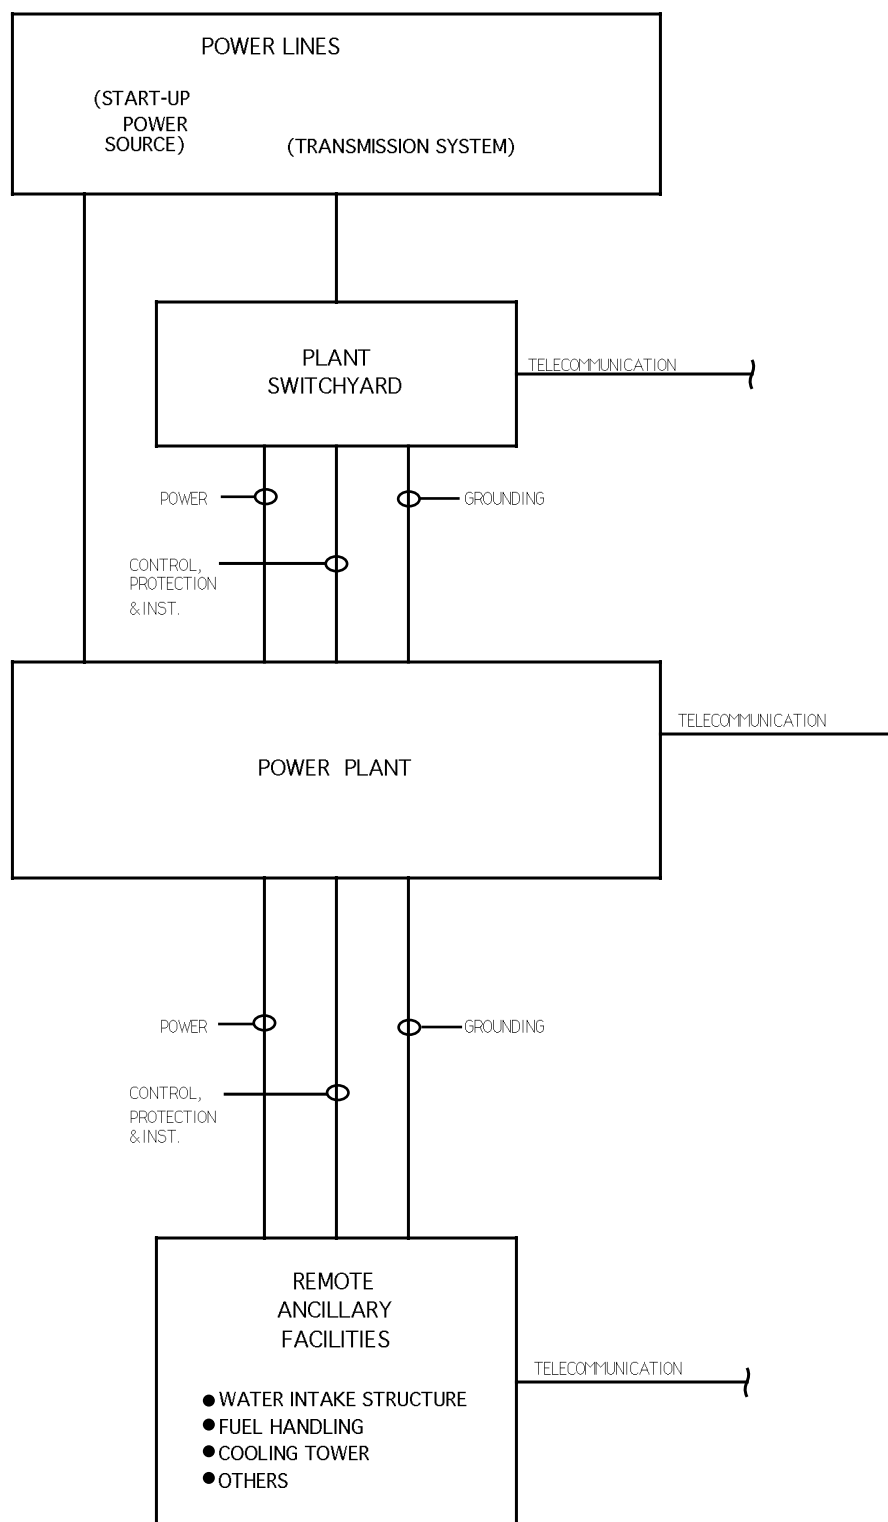 POWER LINES
(START-UP
POWER
SOURCE)
(TRANSMISSION SYSTEM)
PLANT
SWITCHYARD
TELECOMMUNICATION
POWER
GROUNDING
CONTROL,
PROTECTION
& INST.
TELECOMMUNICATION
POWER PLANT
POWER
GROUNDING
CONTROL,
PROTECTION
& INST.
REMOTE
ANCILLARY
FACILITIES
TELECOMMUNICATION
● WATER INTAKE STRUCTURE
● FUEL HANDLING
● COOLING TOWER
● OTHERS